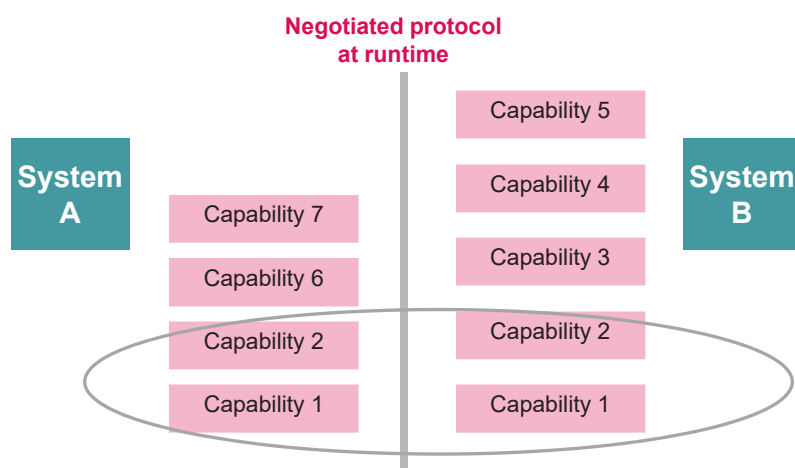 Negotiated protocol
at runtime
System
A
Capability 7
Capability 6
Capability 2
Capability 1
Capability 5
Capability 4
Capability 3
Capability 2
Capability 1
System
B